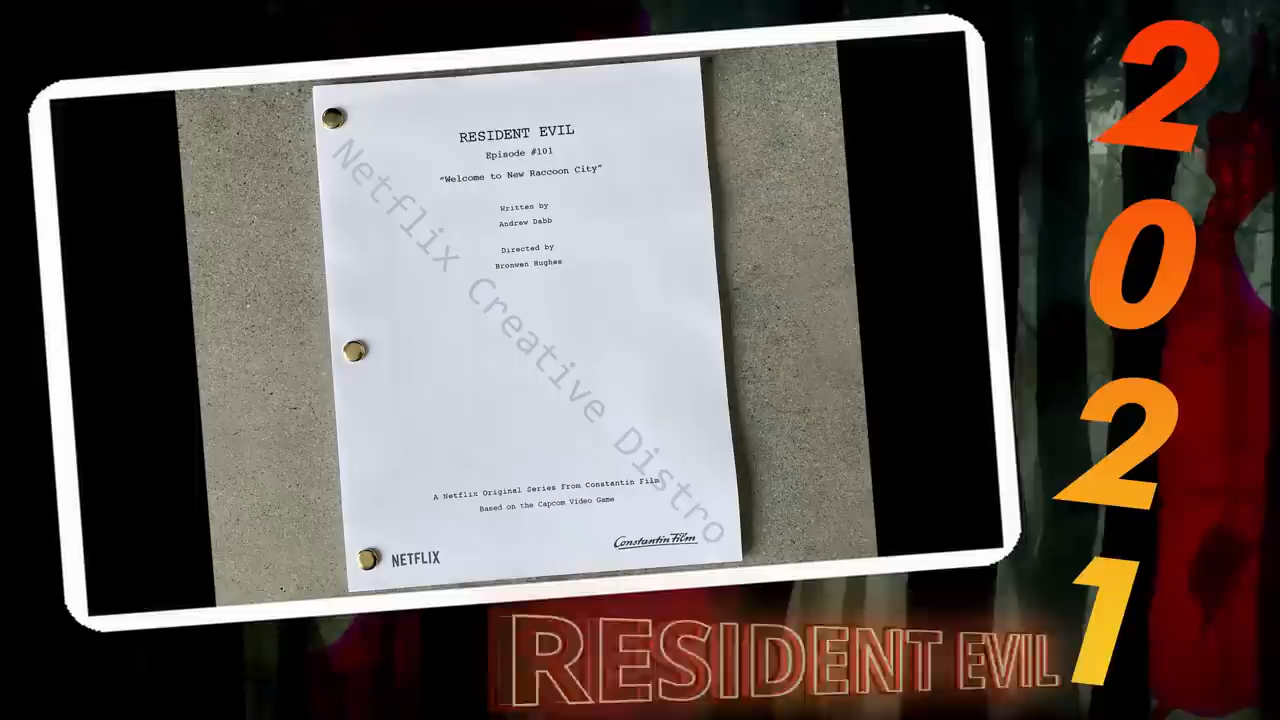 RESIDENT EVIL
Episode #101
"Welcome to New Raccoon City"
Written by
Andrew Dabb
Directed by
Bronwen Hughes
Netflix Creative Distro
A Netflix Original Series From Constantin Film
Based on the Capcom Video Game
Constantin Film
NETFLIX
RESIDENT EVIL
2021